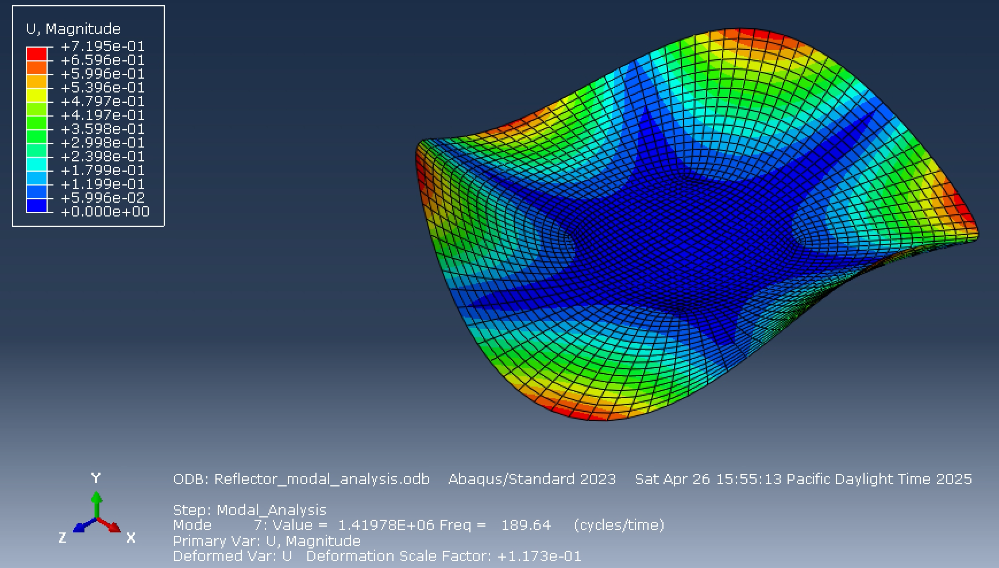 U, Magnitude
+7.195e-01
+6.596e-01
+5.996e-01
+5.396e-01
+4.797e-01
+4.197e-01
+3.598e-01
+2.998e-01
+2.398e-01
+1.799e-01
+1.199e-01
+5.996e-02
+0.000e+00
Y
Z
X
ODB: Reflector_modal_analysis.odb    Abaqus/Standard 2023    Sat Apr 26 15:55:13 Pacific Daylight Time 2025
Step: Modal_Analysis
Mode 7: Value = 1.41978E+06 Freq = 189.64 (cycles/time)
Primary Var: U, Magnitude
Deformed Var: U Deformation Scale Factor: +1.173e-01